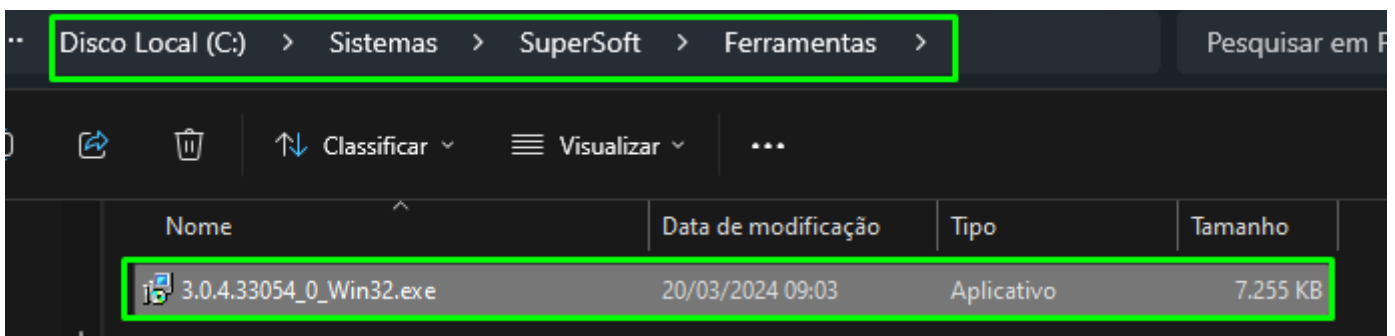 Disco Local (C:) > Sistemas > SuperSoft > Ferramentas >
Pesquisar em F
Classificar Visualizar
Nome Data de modificação Tipo Tamanho
3.0.4.33054_0_Win32.exe 20/03/2024 09:03 Aplicativo 7.255 KB